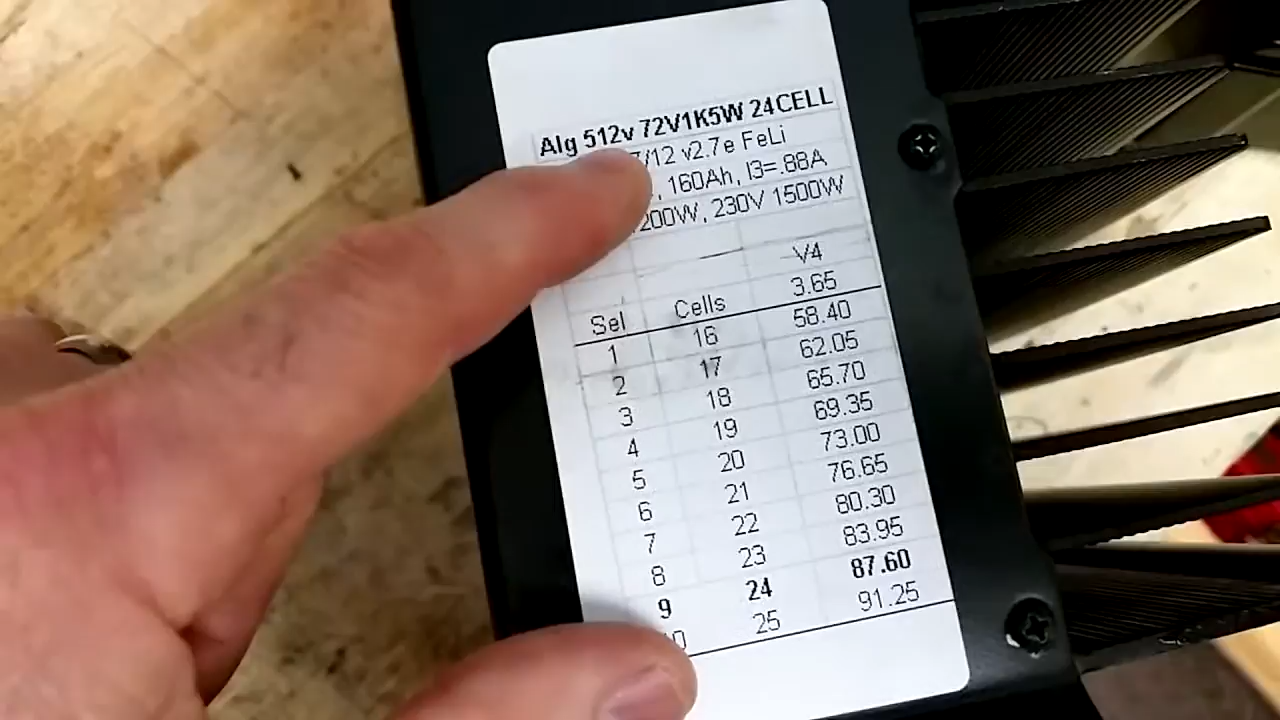 Alg 512v 72V1K5W 24CELL
7/12 v2.7e FeLi
, 160Ah, I3=.88A
200W, 230V 1500W
V4
Sel Cells 3.65
1 16 58.40
2 17 62.05
3 18 65.70
4 19 69.35
5 20 73.00
6 21 76.65
7 22 80.30
8 23 83.95
9 24 87.60
25 91.25